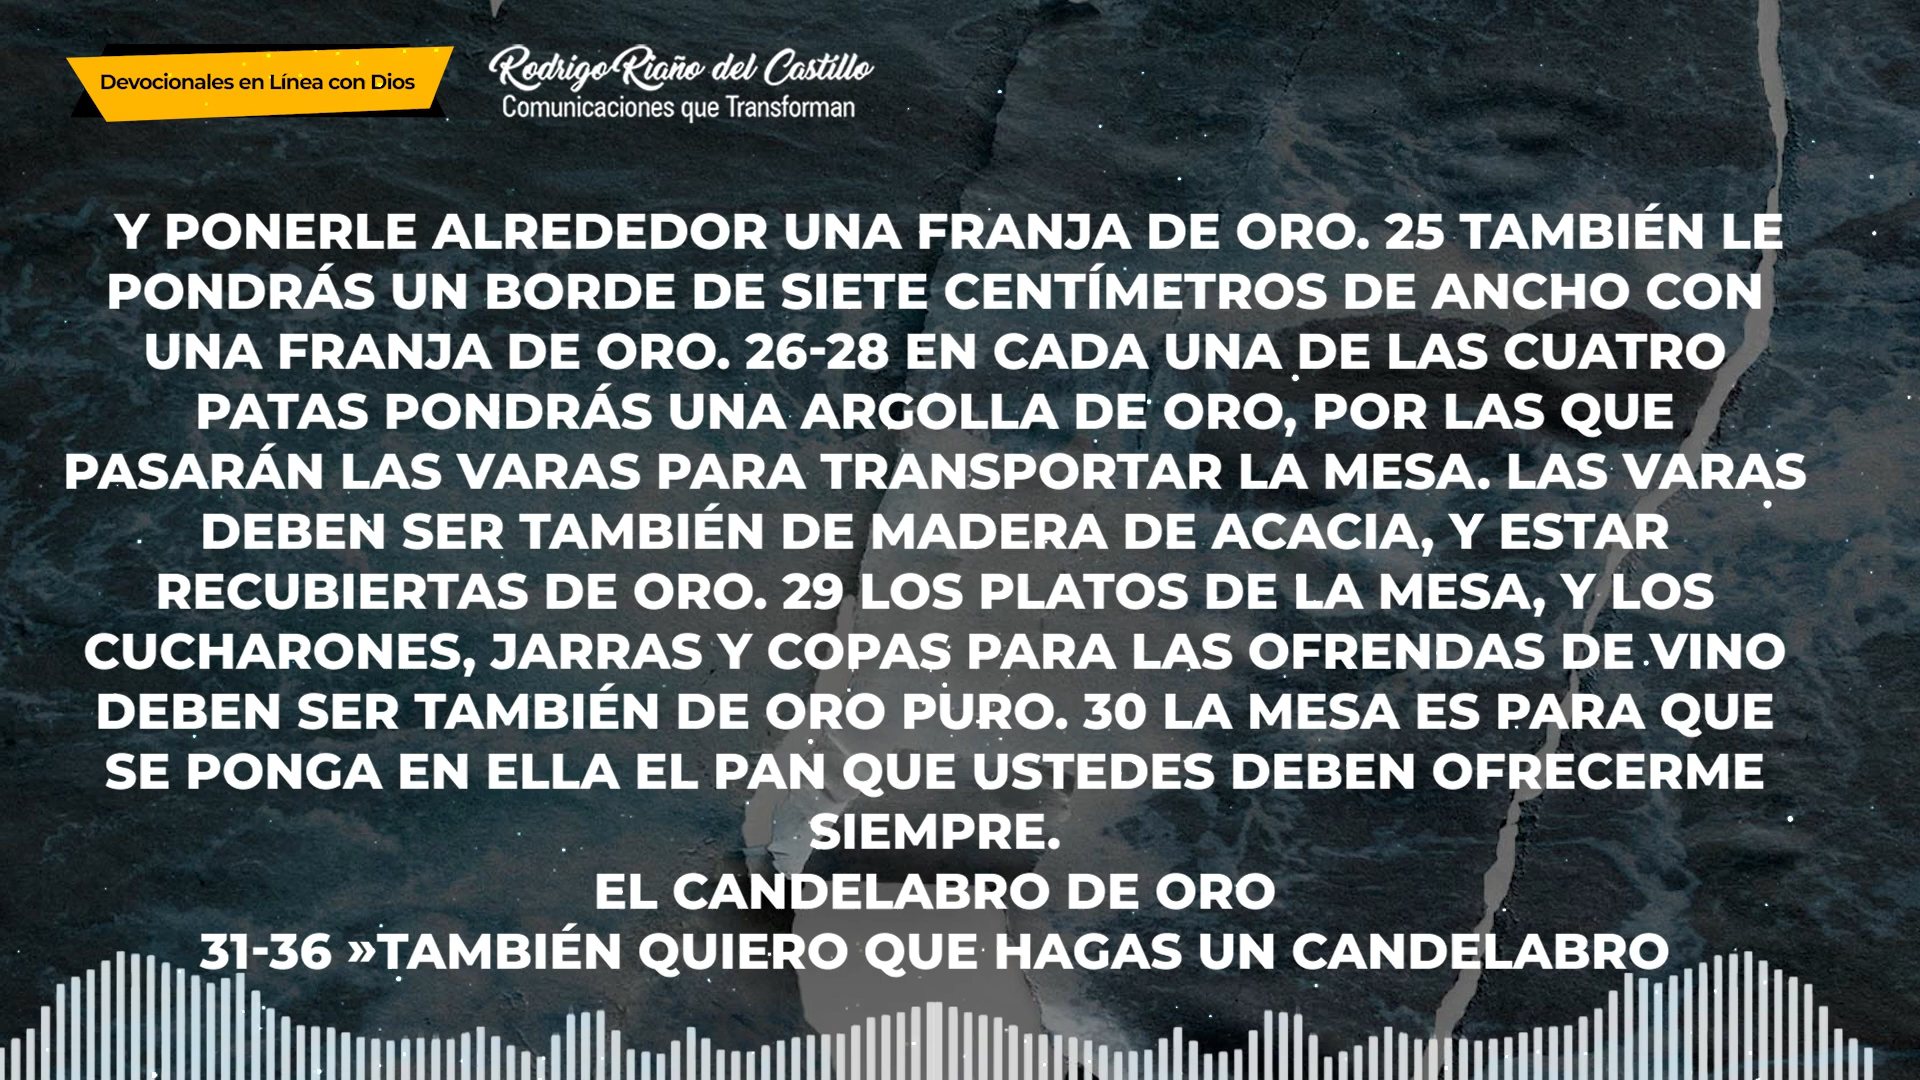 Devocionales en Línea con Dios
Rodrigo Riaño del Castillo
Comunicaciones que Transforman
Y PONERLE ALREDEDOR UNA FRANJA DE ORO. 25 TAMBIÉN LE
PONDRÁS UN BORDE DE SIETE CENTÍMETROS DE ANCHO CON
UNA FRANJA DE ORO. 26-28 EN CADA UNA DE LAS CUATRO
PATAS PONDRÁS UNA ARGOLLA DE ORO, POR LAS QUE
PASARÁN LAS VARAS PARA TRANSPORTAR LA MESA. LAS VARAS
DEBEN SER TAMBIÉN DE MADERA DE ACACIA, Y ESTAR
RECUBIERTAS DE ORO. 29 LOS PLATOS DE LA MESA, Y LOS
CUCHARONES, JARRAS Y COPAS PARA LAS OFRENDAS DE VINO
DEBEN SER TAMBIÉN DE ORO PURO. 30 LA MESA ES PARA QUE
SE PONGA EN ELLA EL PAN QUE USTEDES DEBEN OFRECERME
SIEMPRE.
EL CANDELABRO DE ORO
31-36 »TAMBIÉN QUIERO QUE HAGAS UN CANDELABRO